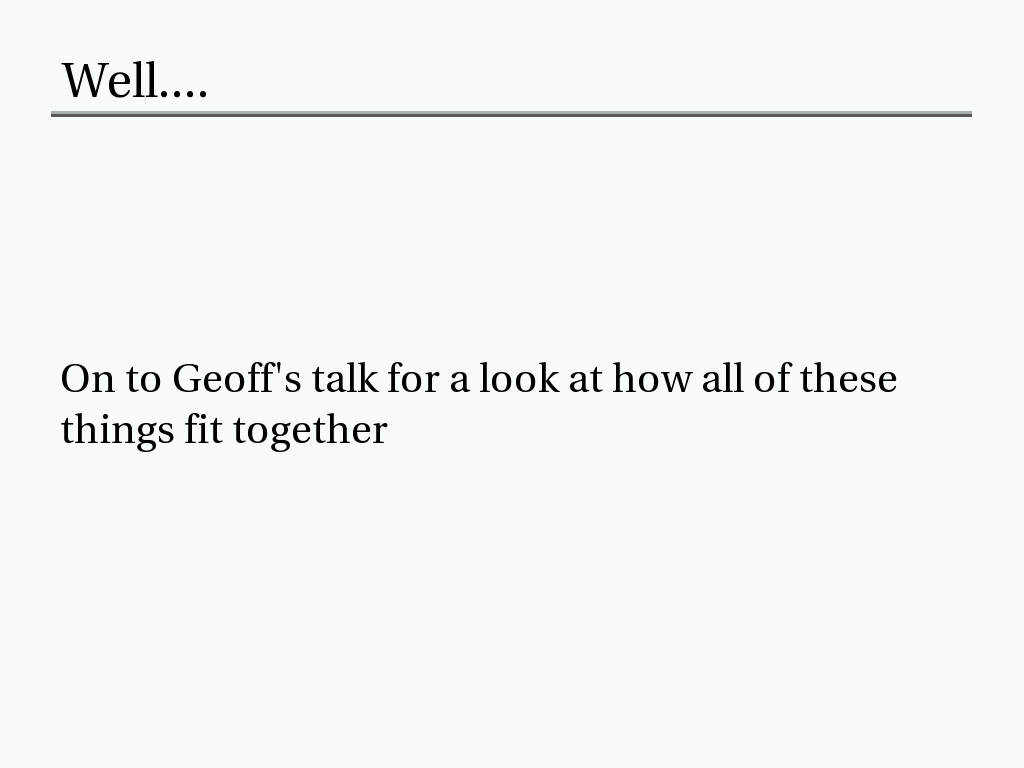 Well....
On to Geoff's talk for a look at how all of these
things fit together